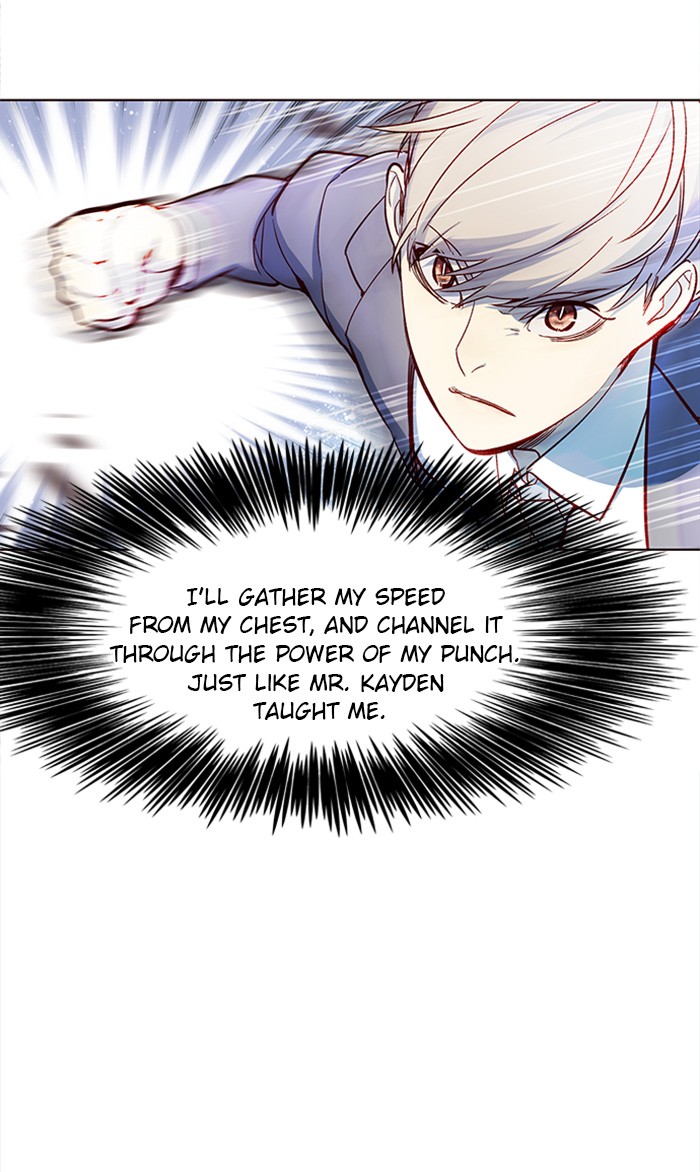 I'LL GATHER MY SPEED
FROM MY CHEST, AND CHANNEL IT
THROUGH THE POWER OF MY PUNCH.
JUST LIKE MR. KAYDEN
TAUGHT ME.